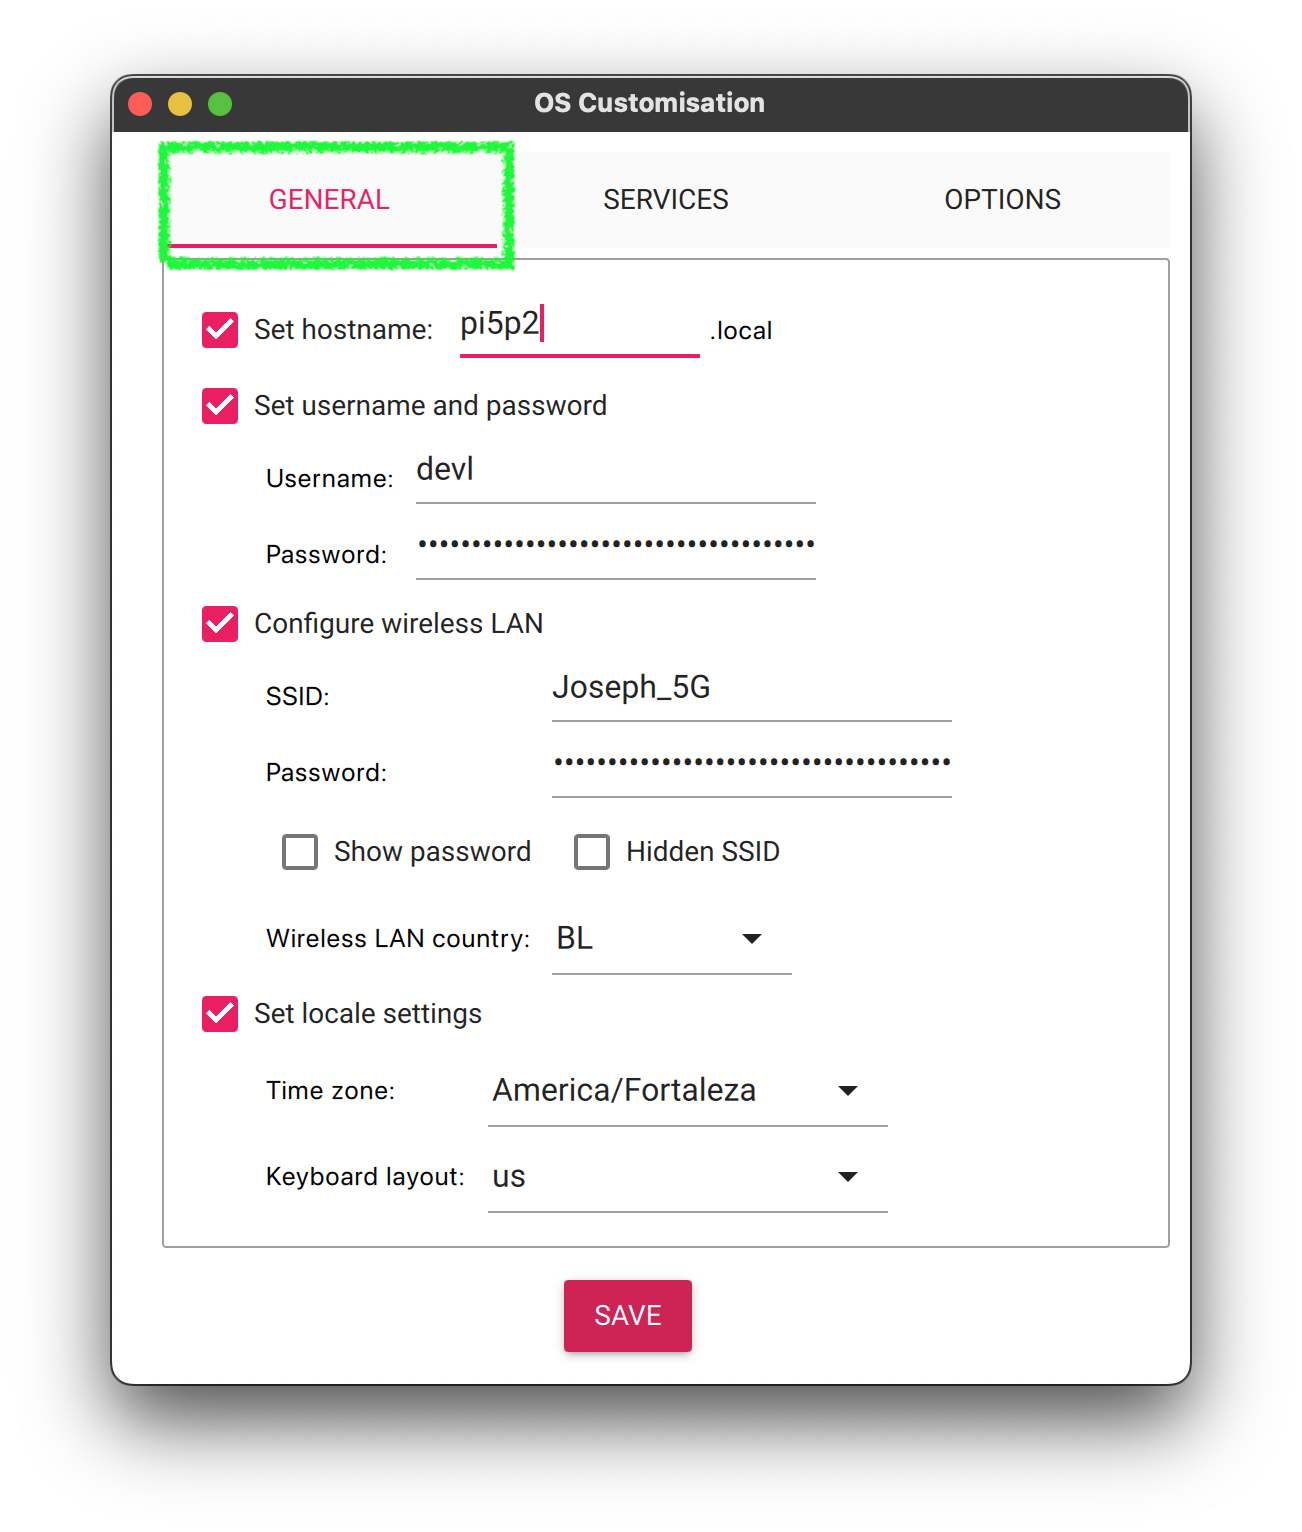 OS Customisation
GENERAL SERVICES OPTIONS
Set hostname: pi5p2 .local
Set username and password
Username: devl
Password: •••••••••••••••••••••••••••••••••••••
Configure wireless LAN
SSID: Joseph_5G
Password: •••••••••••••••••••••••••••••••••••••
Show password Hidden SSID
Wireless LAN country: BL
Set locale settings
Time zone: America/Fortaleza
Keyboard layout: us
SAVE